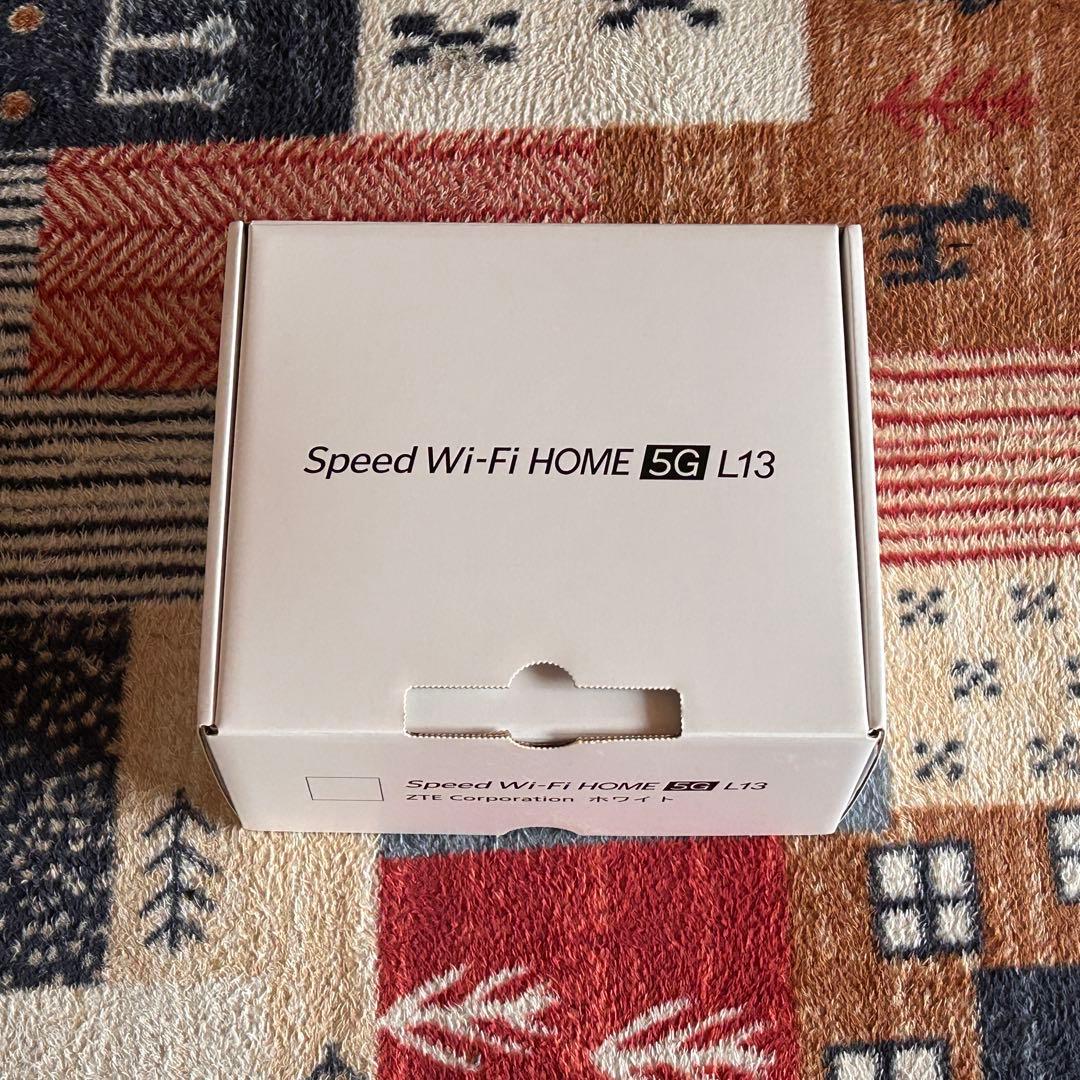 Speed Wi-Fi HOME 5G L13
Speed Wi-Fi HOME 5G L13
ZTE Corporation ホワイト